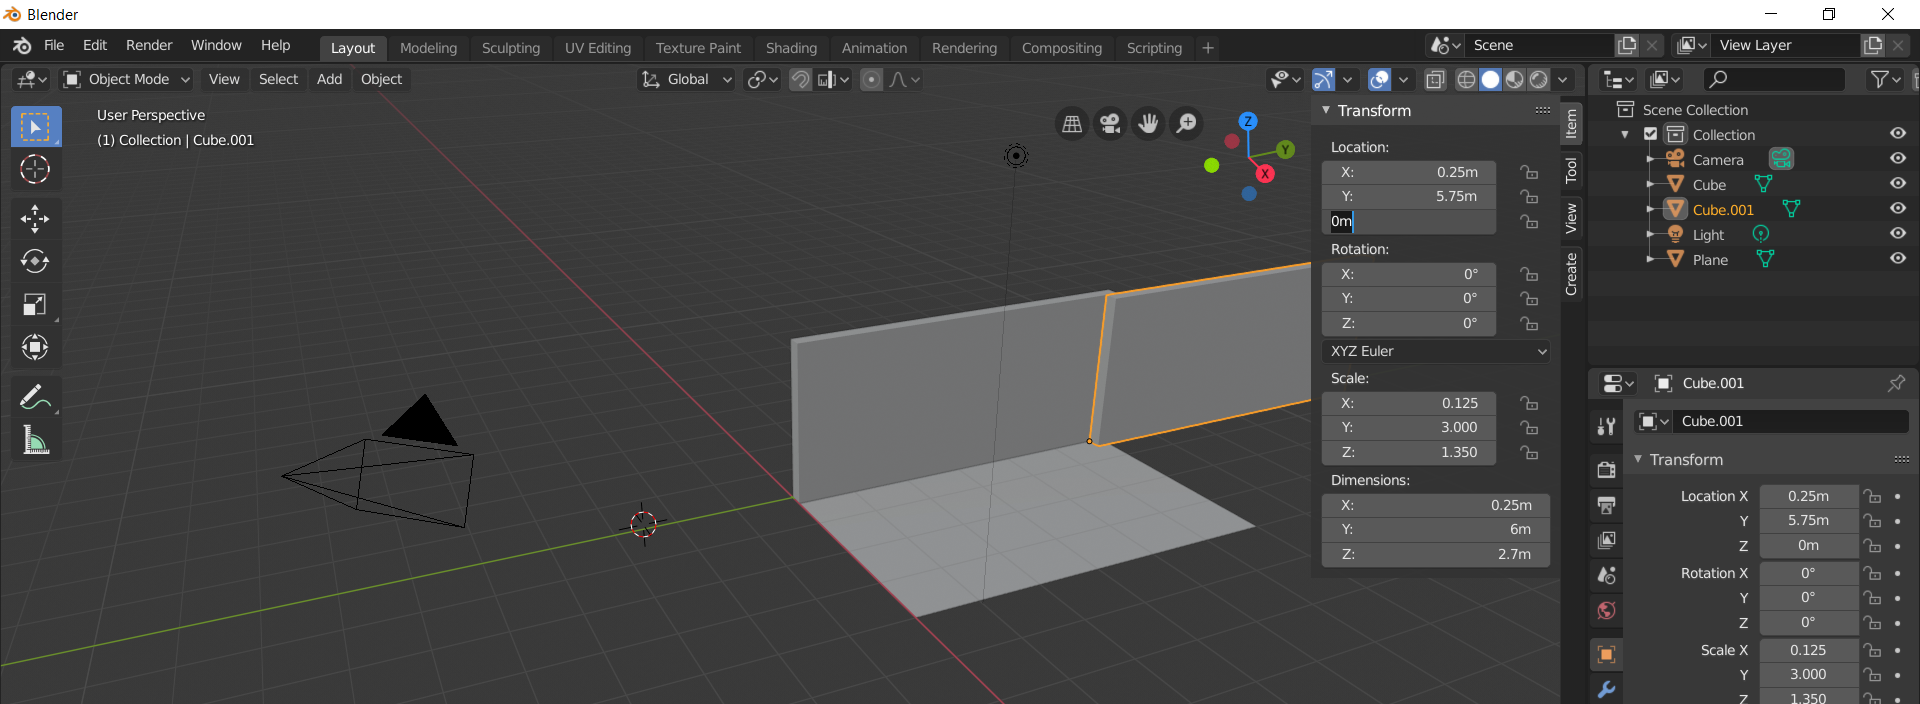 Blender
File Edit Render Window Help Layout Modeling Sculpting UV Editing Texture Paint Shading Animation Rendering Compositing Scripting + Scene View Layer
Object Mode View Select Add Object Global
User Perspective
(1) Collection | Cube.001
Z
Y
X
Transform
Location:
X: 0.25m
Y: 5.75m
0m
Rotation:
X: 0°
Y: 0°
Z: 0°
XYZ Euler
Scale:
X: 0.125
Y: 3.000
Z: 1.350
Dimensions:
X: 0.25m
Y: 6m
Z: 2.7m
Item
Tool
View
Create
Scene Collection
Collection
Camera
Cube
Cube.001
Light
Plane
Cube.001
Cube.001
Transform
Location X 0.25m
Y 5.75m
Z 0m
Rotation X 0°
Y 0°
Z 0°
Scale X 0.125
Y 3.000
Z 1.350